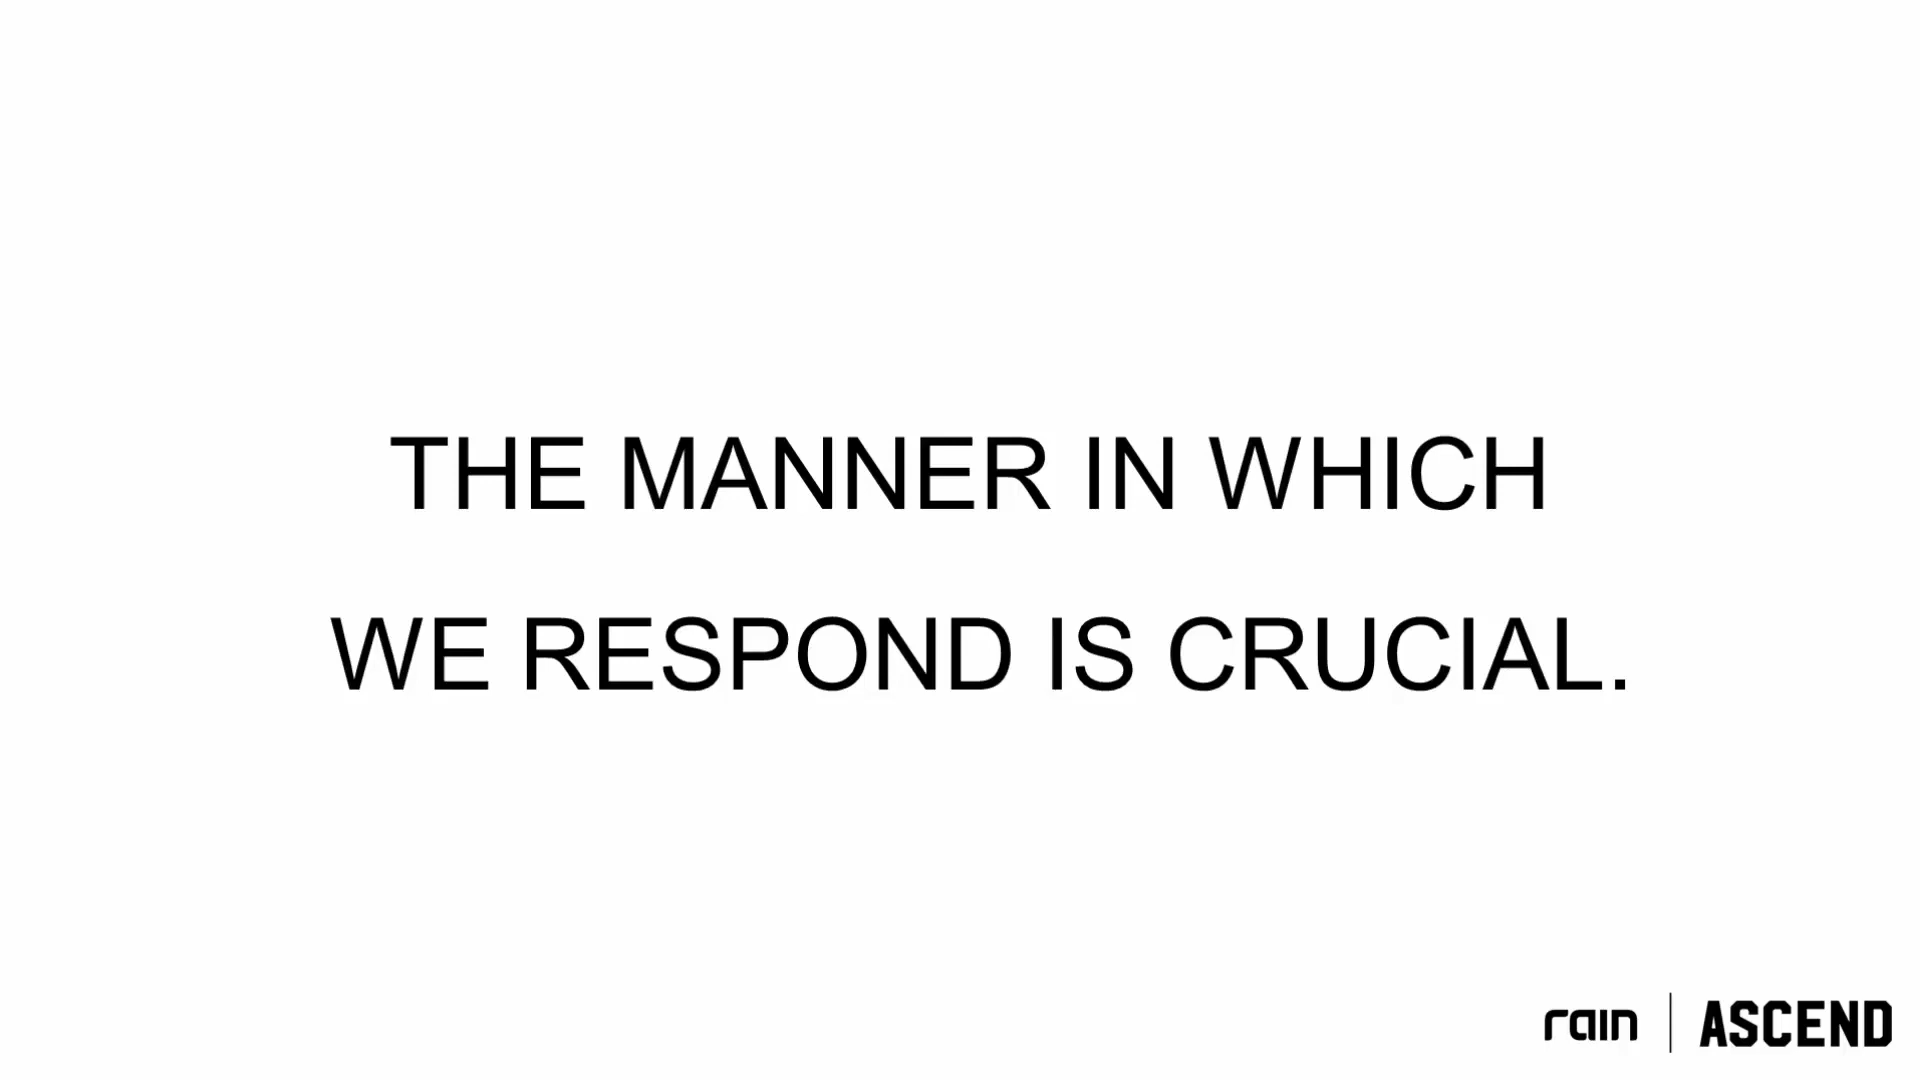 THE MANNER IN WHICH
WE RESPOND IS CRUCIAL.
rain | ASCEND